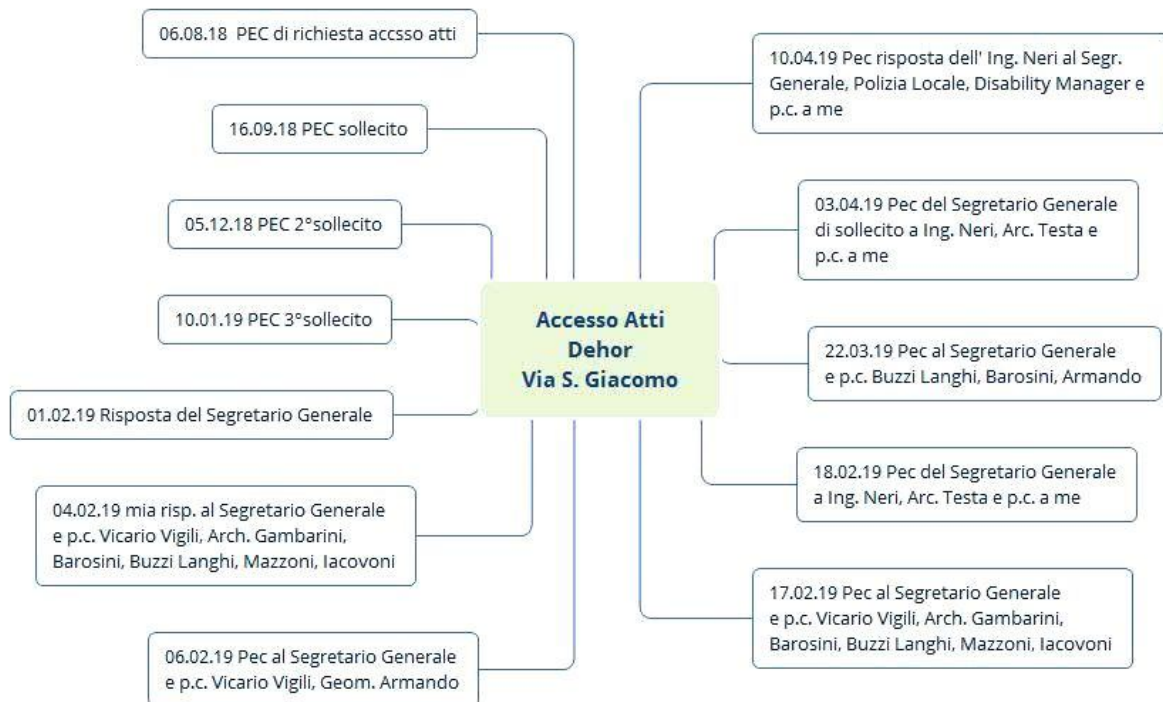 06.08.18  PEC di richiesta accsso atti
16.09.18 PEC sollecito
05.12.18 PEC 2°sollecito
10.01.19 PEC 3°sollecito
01.02.19 Risposta del Segretario Generale
04.02.19 mia risp. al Segretario Generale
e p.c. Vicario Vigili, Arch. Gambarini,
Barosini, Buzzi Langhi, Mazzoni, Iacovoni
06.02.19 Pec al Segretario Generale
e p.c. Vicario Vigili, Geom. Armando
Accesso Atti
Dehor
Via S. Giacomo
10.04.19 Pec risposta dell' Ing. Neri al Segr.
Generale, Polizia Locale, Disability Manager e
p.c. a me
03.04.19 Pec del Segretario Generale
di sollecito a Ing. Neri, Arc. Testa e
p.c. a me
22.03.19 Pec al Segretario Generale
e p.c. Buzzi Langhi, Barosini, Armando
18.02.19 Pec del Segretario Generale
a Ing. Neri, Arc. Testa e p.c. a me
17.02.19 Pec al Segretario Generale
e p.c. Vicario Vigili, Arch. Gambarini,
Barosini, Buzzi Langhi, Mazzoni, Iacovoni